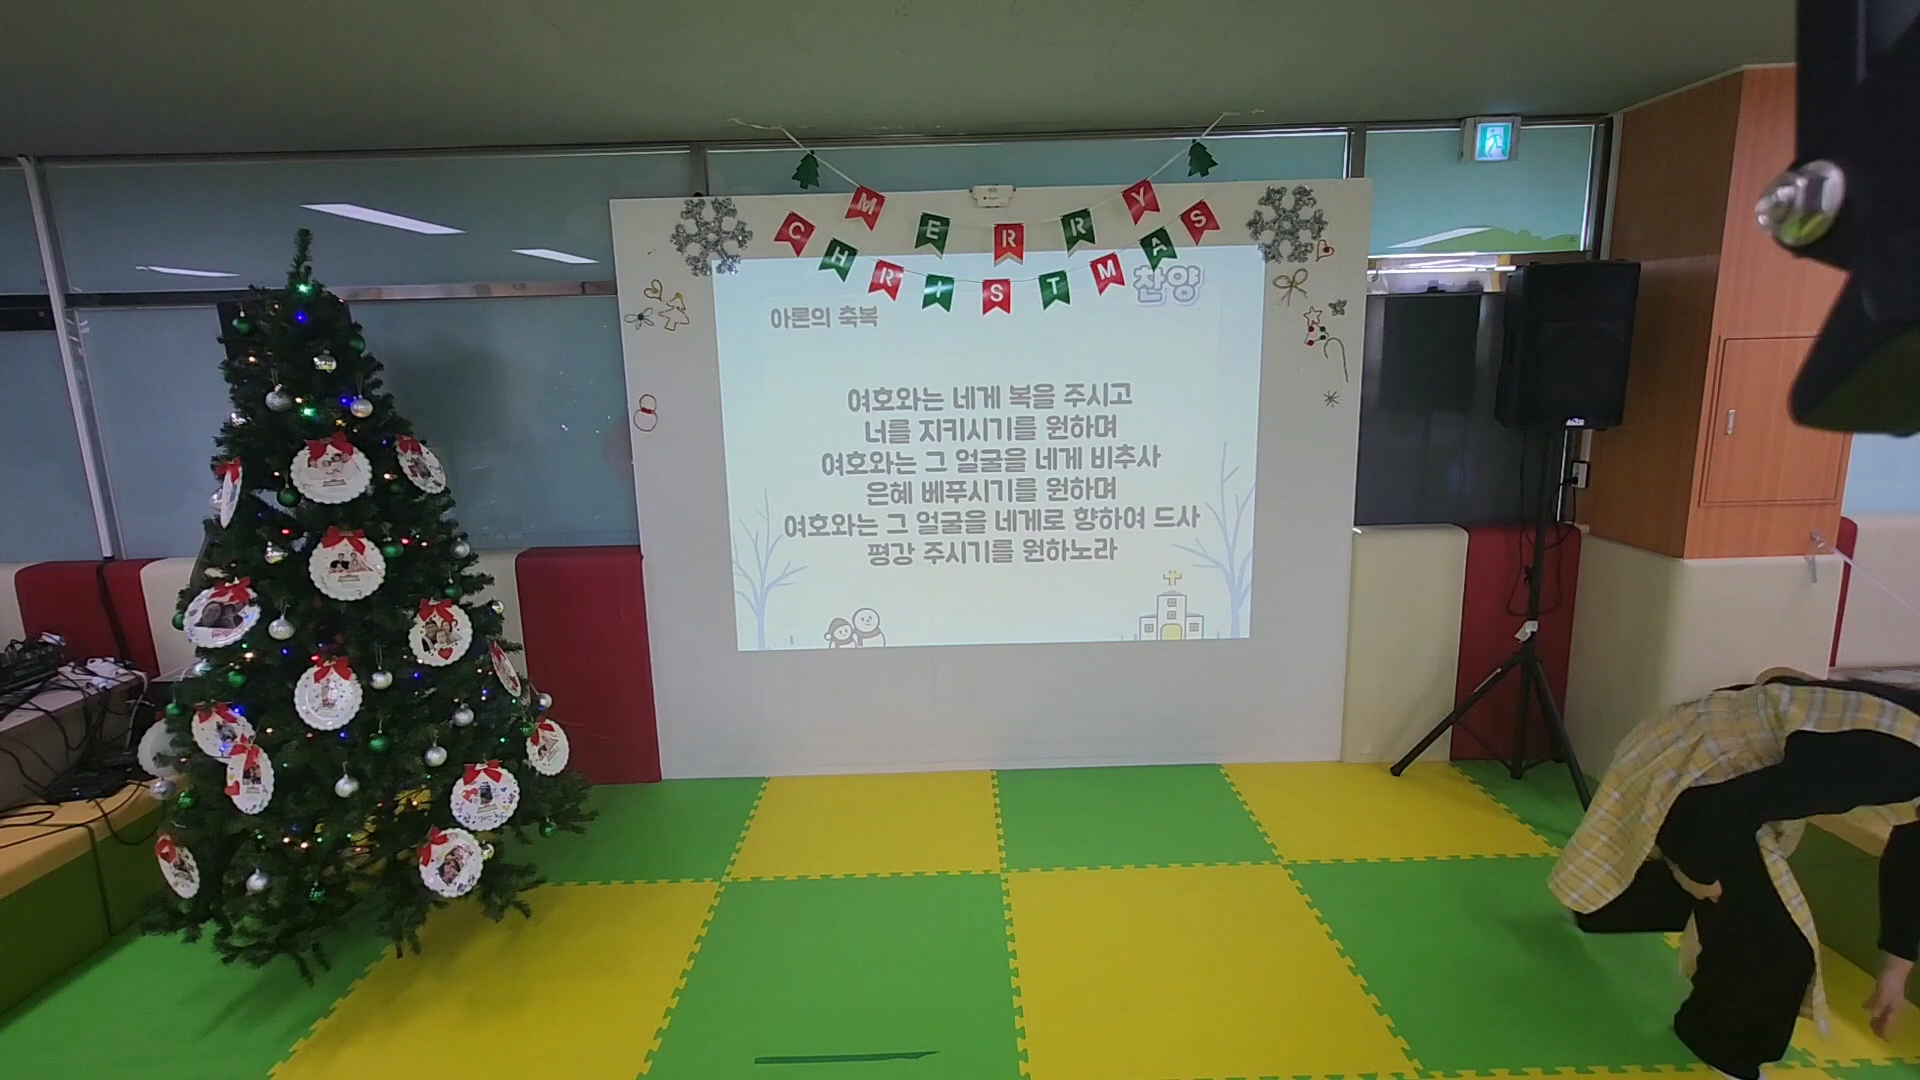 MERRY
CHRISTMAS
찬양
아론의 축복
여호와는 네게 복을 주시고
너를 지키시기를 원하며
여호와는 그 얼굴을 네게 비추사
은혜 베푸시기를 원하며
여호와는 그 얼굴을 네게로 향하여 드사
평강 주시기를 원하노라
ALTO